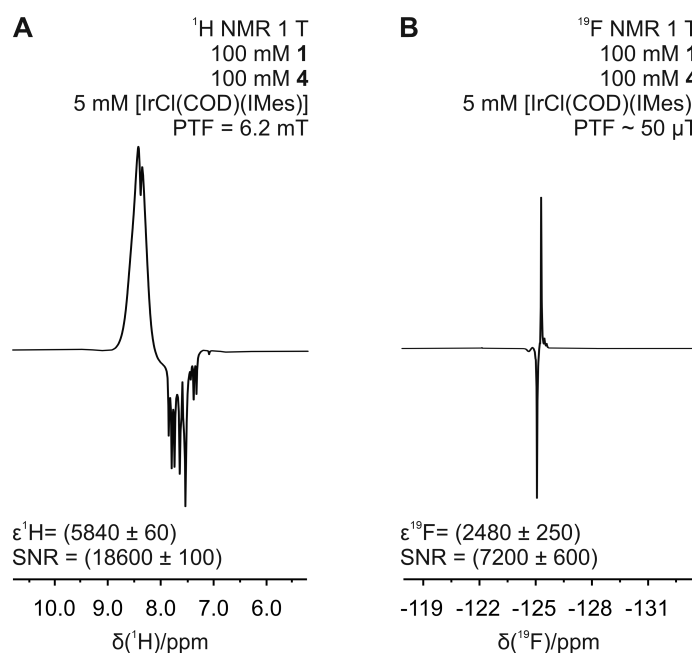 A
¹H NMR 1 T
100 mM 1
100 mM 4
5 mM [IrCl(COD)(IMes)]
PTF = 6.2 mT
ε¹H= (5840 ± 60)
SNR = (18600 ± 100)
10.0 9.0 8.0 7.0 6.0
δ(¹H)/ppm
B
¹⁹F NMR 1 T
100 mM 1
100 mM 4
5 mM [IrCl(COD)(IMes)
PTF ~ 50 µT
ε¹⁹F= (2480 ± 250)
SNR = (7200 ± 600)
-119 -122 -125 -128 -131
δ(¹⁹F)/ppm